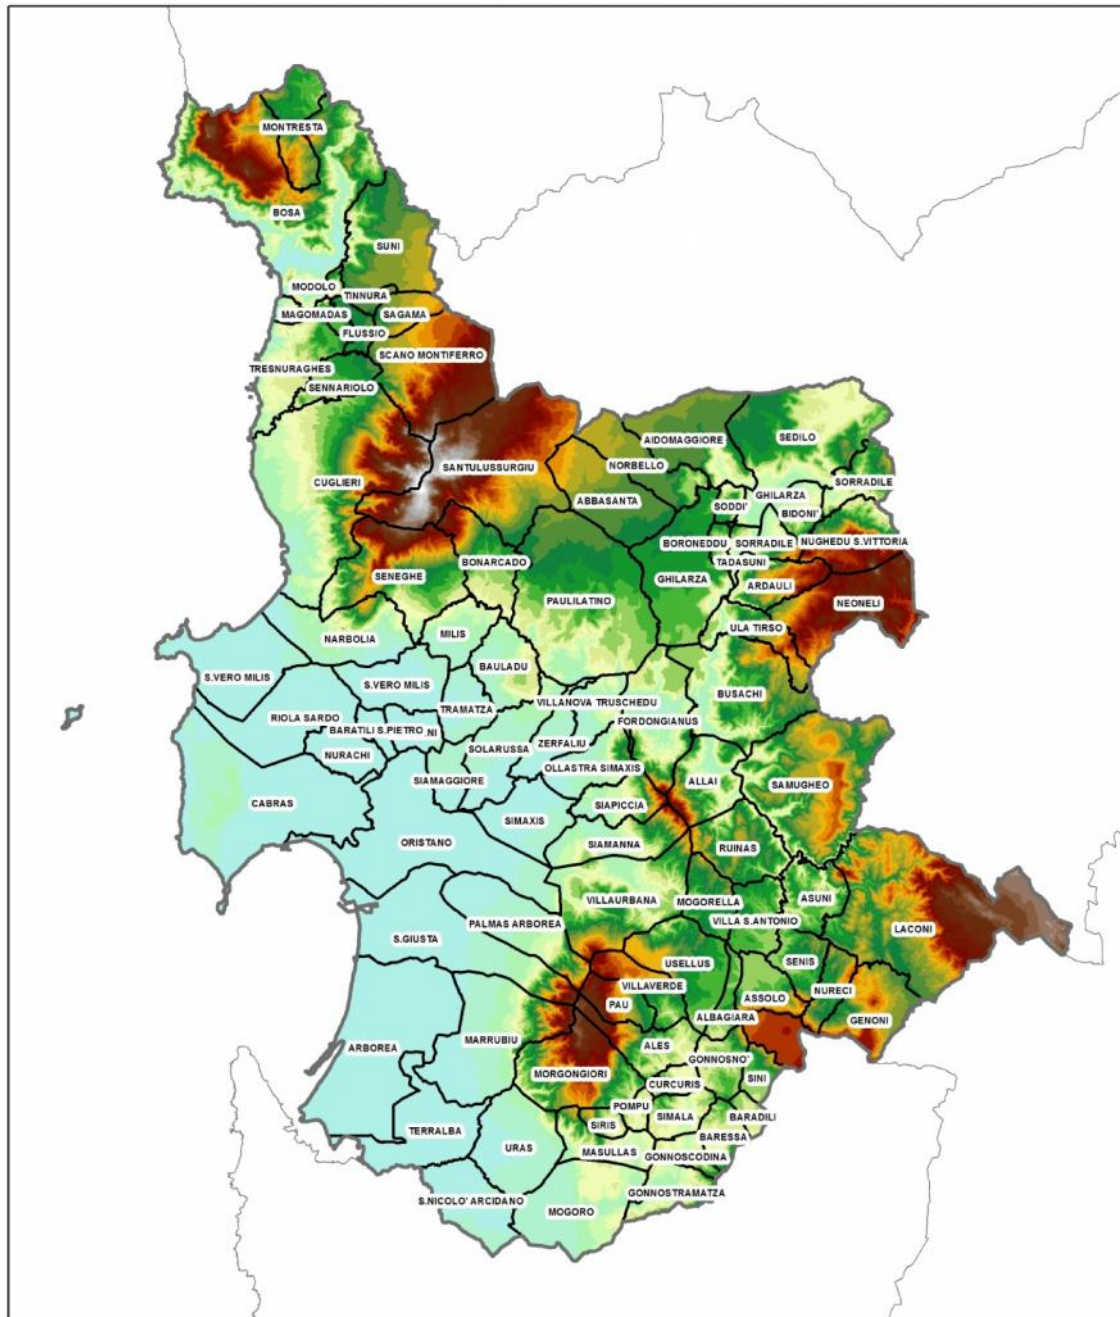 MONTRESTA
BOSA
SUNI
MODOLO
TINNURA
MAGOMADAS
SAGAMA
FLUSSIO
SCANO MONTIFERRO
TRESNURAGHES
SENNARIOLO
SEDILO
AIDOMAGGIORE
SANTULUSSURGIU
NORBELLO
CUGLIERI
SORRADILE
GHILARZA
ABBASANTA
SODDI'
BIDONI'
BORONEDDU
SORRADILE
NUGHEDU S.VITTORIA
BONARCADO
TADASUNI
SENEGHE
GHILARZA
ARDAULI
PAULILATINO
NEONELI
ULA TIRSO
MILIS
NARBOLIA
BAULADU
S.VERO MILIS
S.VERO MILIS
BUSACHI
VILLANOVA TRUSCHEDU
TRAMATZA
RIOLA SARDO
FORDONGIANUS
BARATILI S.PIETRO
.NI
ZERFALIU
SOLARUSSA
NURACHI
OLLASTRA SIMAXIS
SIAMAGGIORE
ALLAI
SAMUGHEO
CABRAS
SIAPICCIA
SIMAXIS
ORISTANO
SIAMANNA
RUINAS
VILLAURBANA
MOGORELLA
ASUNI
VILLA S.ANTONIO
PALMAS ARBOREA
LACONI
S.GIUSTA
USELLUS
SENIS
VILLAVERDE
NURECI
ASSOLO
PAU
ALBAGIARA
GENONI
MARRUBIU
ARBOREA
ALES
GONNOSNO'
MORGONGIORI
CURCURIS
SINI
POMPU
SIMALA
BARADILI
SIRIS
TERRALBA
BARESSA
URAS
MASULLAS
GONNOSCODINA
GONNOSTRAMATZA
S.NICOLO' ARCIDANO
MOGORO